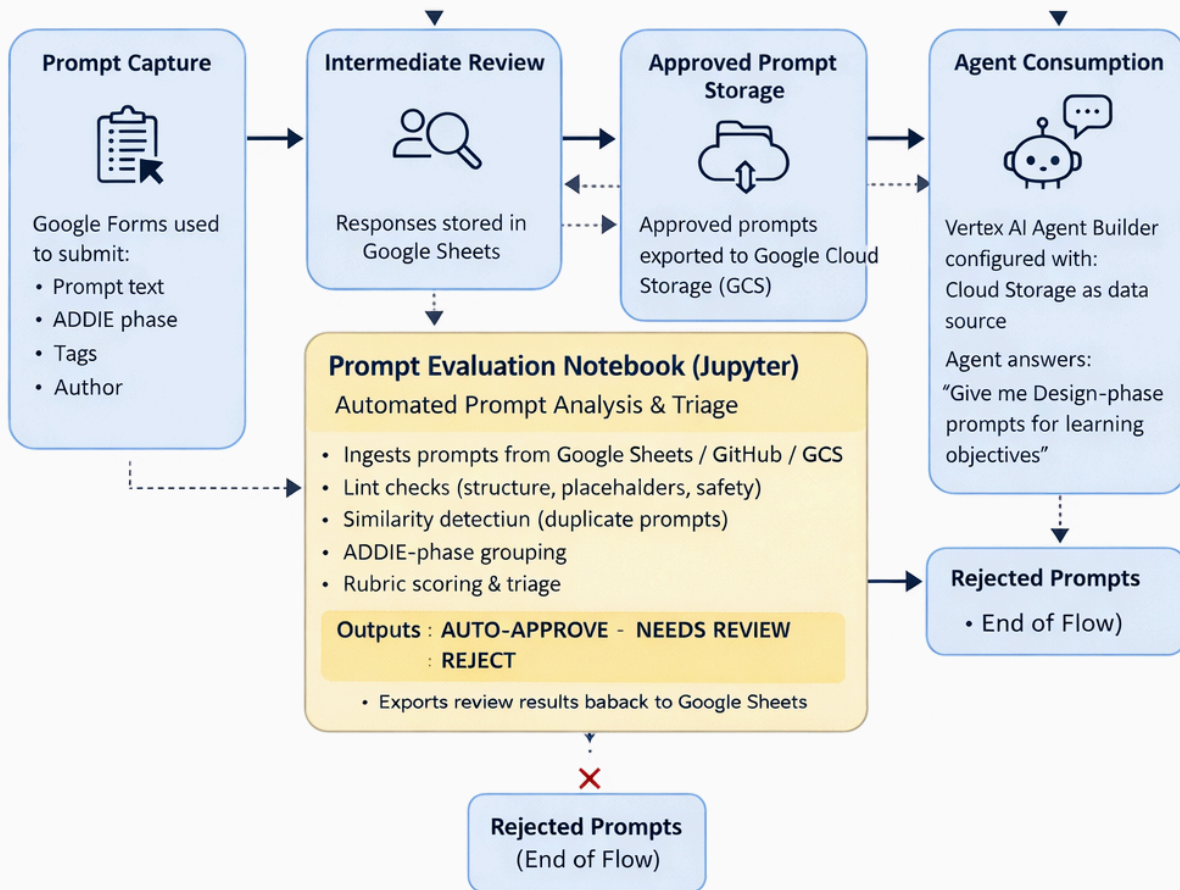 Prompt Capture
Google Forms used
to submit:
• Prompt text
• ADDIE phase
• Tags
• Author
Intermediate Review
Responses stored in
Google Sheets
Approved Prompt
Storage
Approved prompts
exported to Google Cloud
Storage (GCS)
Agent Consumption
Vertex AI Agent Builder
configured with:
Cloud Storage as data
source
Agent answers:
“Give me Design-phase
prompts for learning
objectives”
Prompt Evaluation Notebook (Jupyter)
Automated Prompt Analysis & Triage
• Ingests prompts from Google Sheets / GitHub / GCS
• Lint checks (structure, placehalders, safety)
• Similarity detectiun (duplicate prompts)
• ADDIE-phase grouping
• Rubric scoring & triage
Outputs : AUTO-APPROVE - NEEDS REVIEW
: REJECT
• Exports review results baback to Google Sheets
Rejected Prompts
• End of Flow)
Rejected Prompts
(End of Flow)